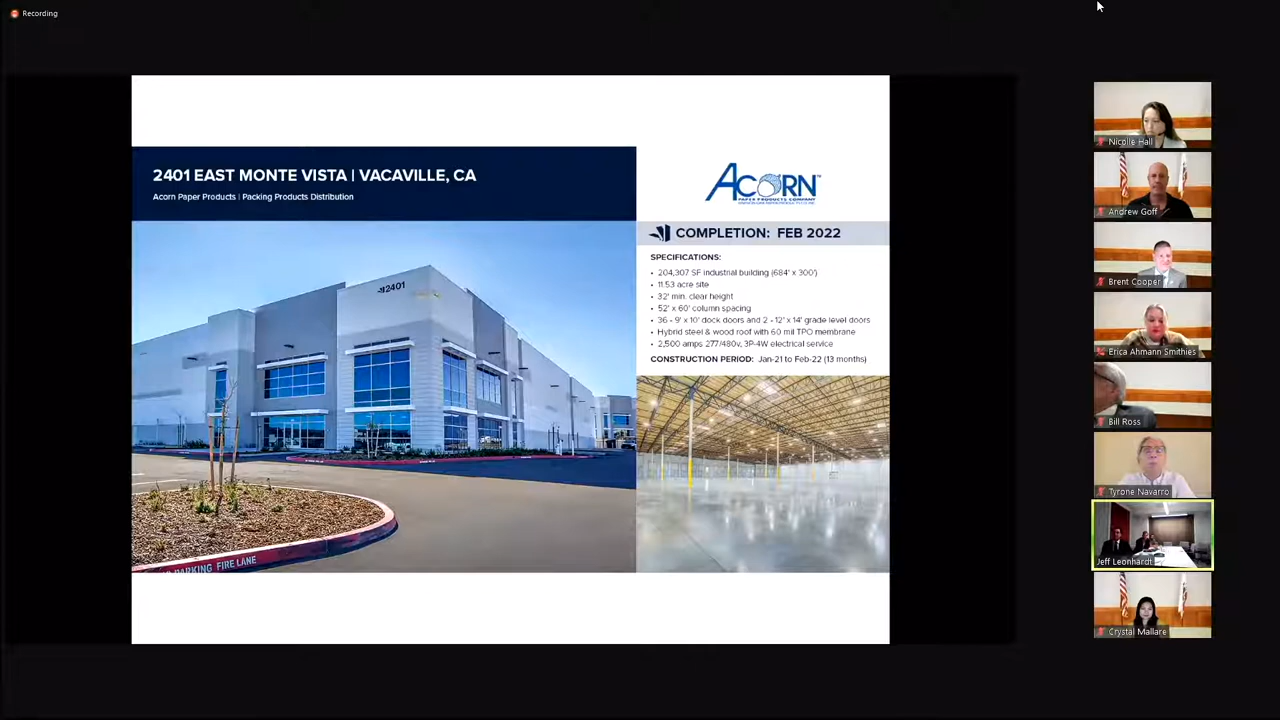 Recording
2401 EAST MONTE VISTA | VACAVILLE, CA
Acorn Paper Products | Packing Products Distribution
ACORN™
PAPER PRODUCTS COMPANY
COMPLETION: FEB 2022
SPECIFICATIONS:
• 204,307 SF industrial building (684' x 300')
• 11.53 acre site
• 32' min. clear height
• 52' x 60' column spacing
• 36 - 9' x 10' dock doors and 2 - 12' x 14' grade level doors
• Hybrid steel & wood roof with 60 mil TPO membrane
• 2,500 amps 277/480v, 3P-4W electrical service
CONSTRUCTION PERIOD: Jan-21 to Feb-22 (13 months)
2401
PARKING FIRE LANE
Nicolle Hall
Andrew Goff
Brent Cooper
Erica Ahmann Smithies
Bill Ross
Tyrone Navarro
Jeff Leonhardt
Crystal Mallare